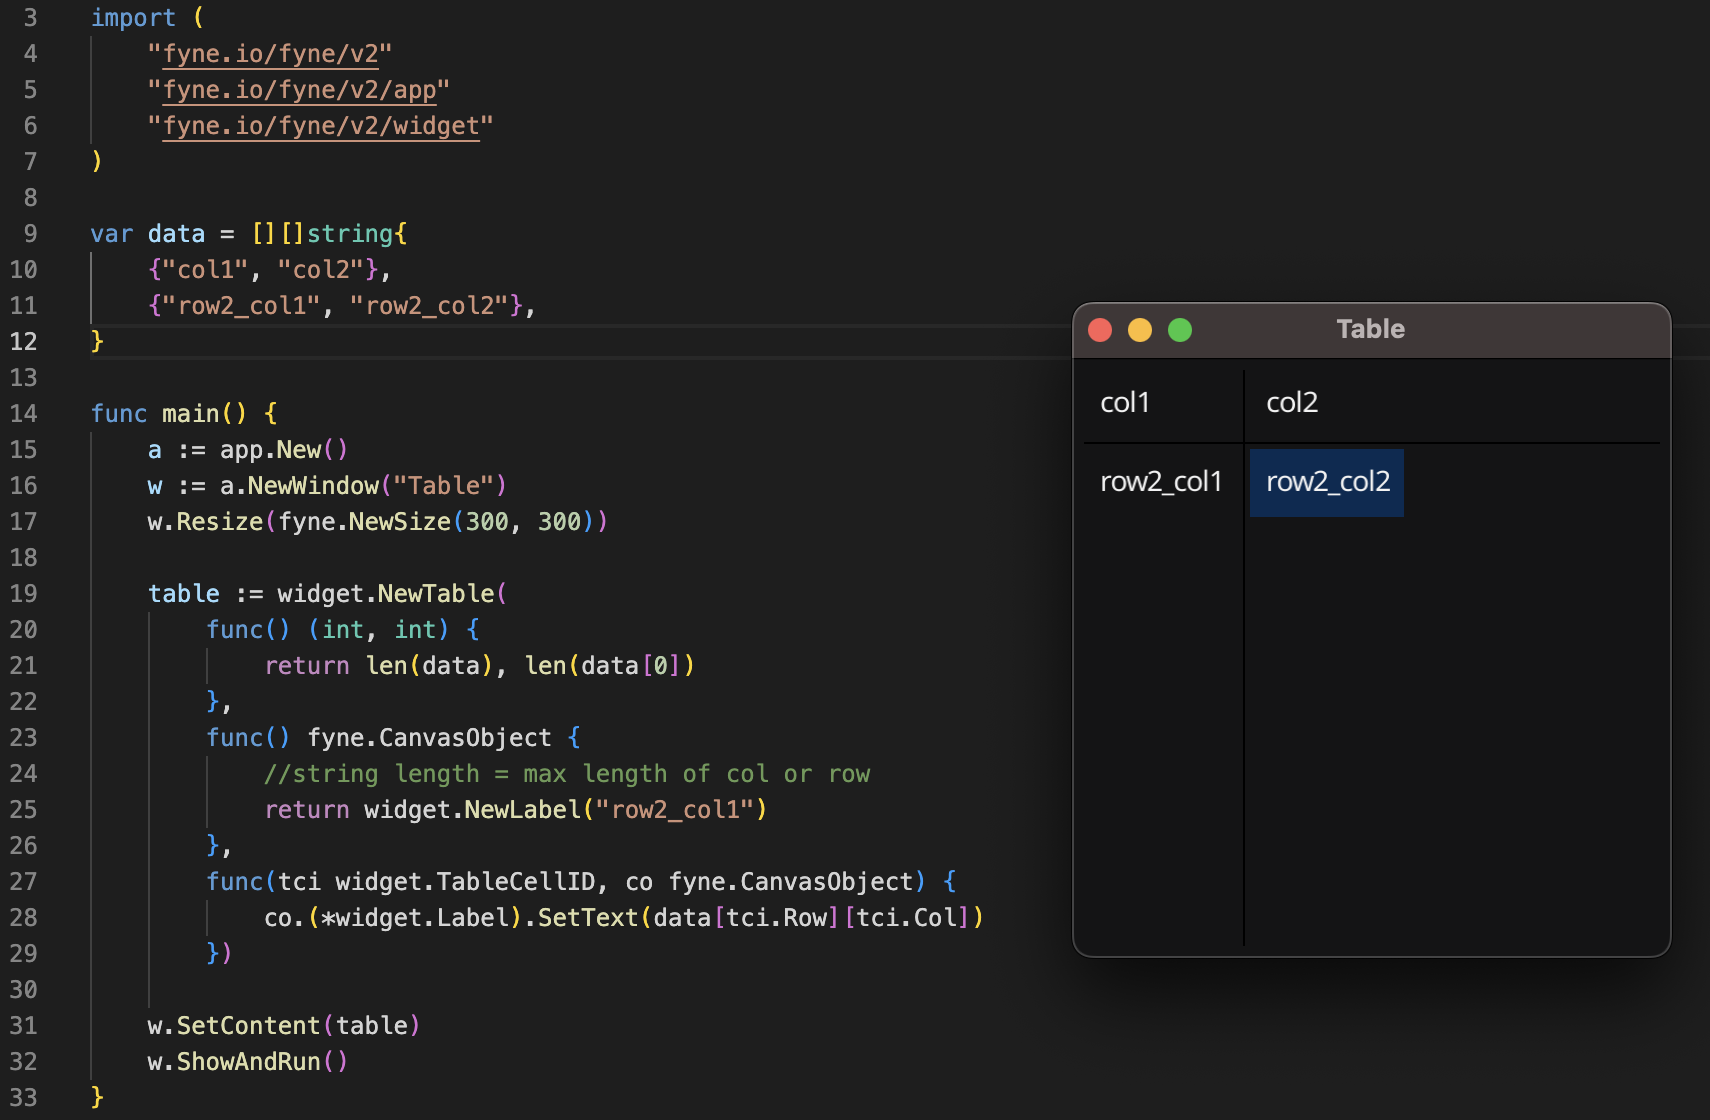 3 import (
4     "fyne.io/fyne/v2"
5     "fyne.io/fyne/v2/app"
6     "fyne.io/fyne/v2/widget"
7 )
8
9 var data = [][]string{
10     {"col1", "col2"},
11     {"row2_col1", "row2_col2"},
12 }
13
14 func main() {
15     a := app.New()
16     w := a.NewWindow("Table")
17     w.Resize(fyne.NewSize(300, 300))
18
19     table := widget.NewTable(
20         func() (int, int) {
21             return len(data), len(data[0])
22         },
23         func() fyne.CanvasObject {
24             //string length = max length of col or row
25             return widget.NewLabel("row2_col1")
26         },
27         func(tci widget.TableCellID, co fyne.CanvasObject) {
28             co.(*widget.Label).SetText(data[tci.Row][tci.Col])
29         })
30
31     w.SetContent(table)
32     w.ShowAndRun()
33 }
Table
col1 col2
row2_col1 row2_col2